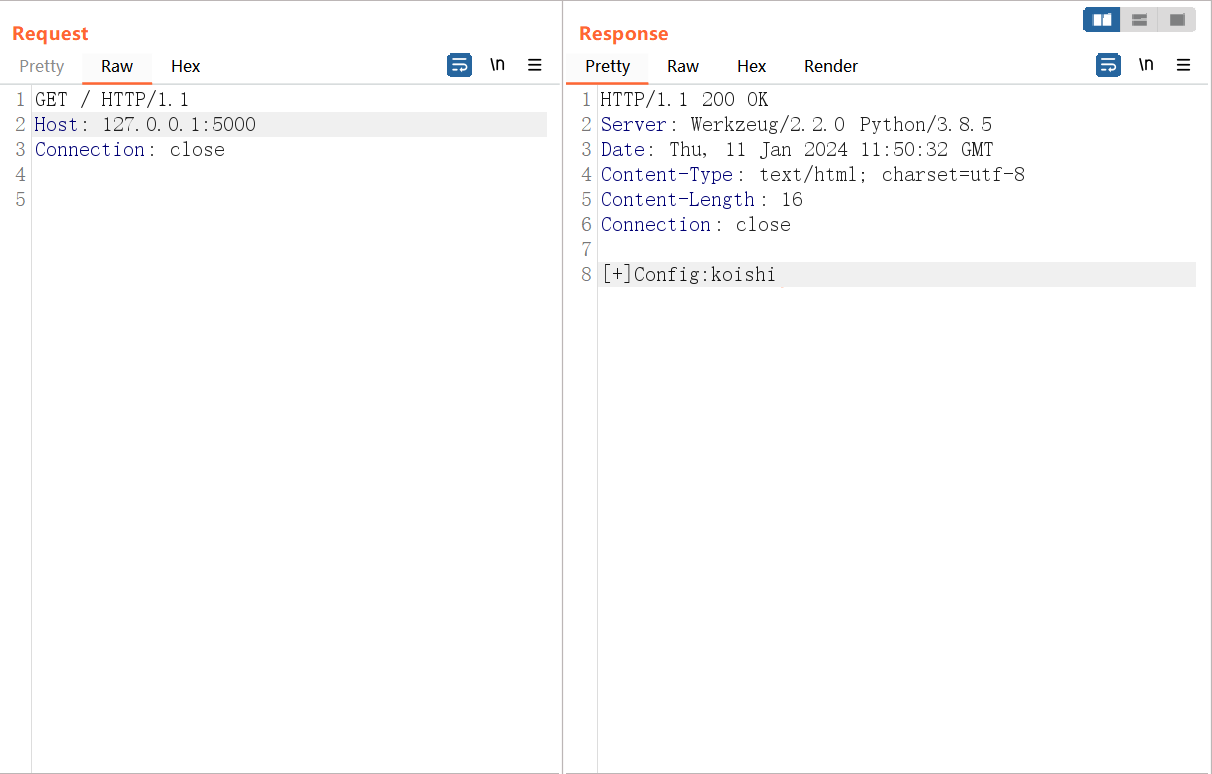 Request
Pretty Raw Hex \n
1 GET / HTTP/1.1
2 Host: 127.0.0.1:5000
3 Connection: close
4
5
Response
Pretty Raw Hex Render \n
1 HTTP/1.1 200 OK
2 Server: Werkzeug/2.2.0 Python/3.8.5
3 Date: Thu, 11 Jan 2024 11:50:32 GMT
4 Content-Type: text/html; charset=utf-8
5 Content-Length: 16
6 Connection: close
7
8 [+]Config:koishi